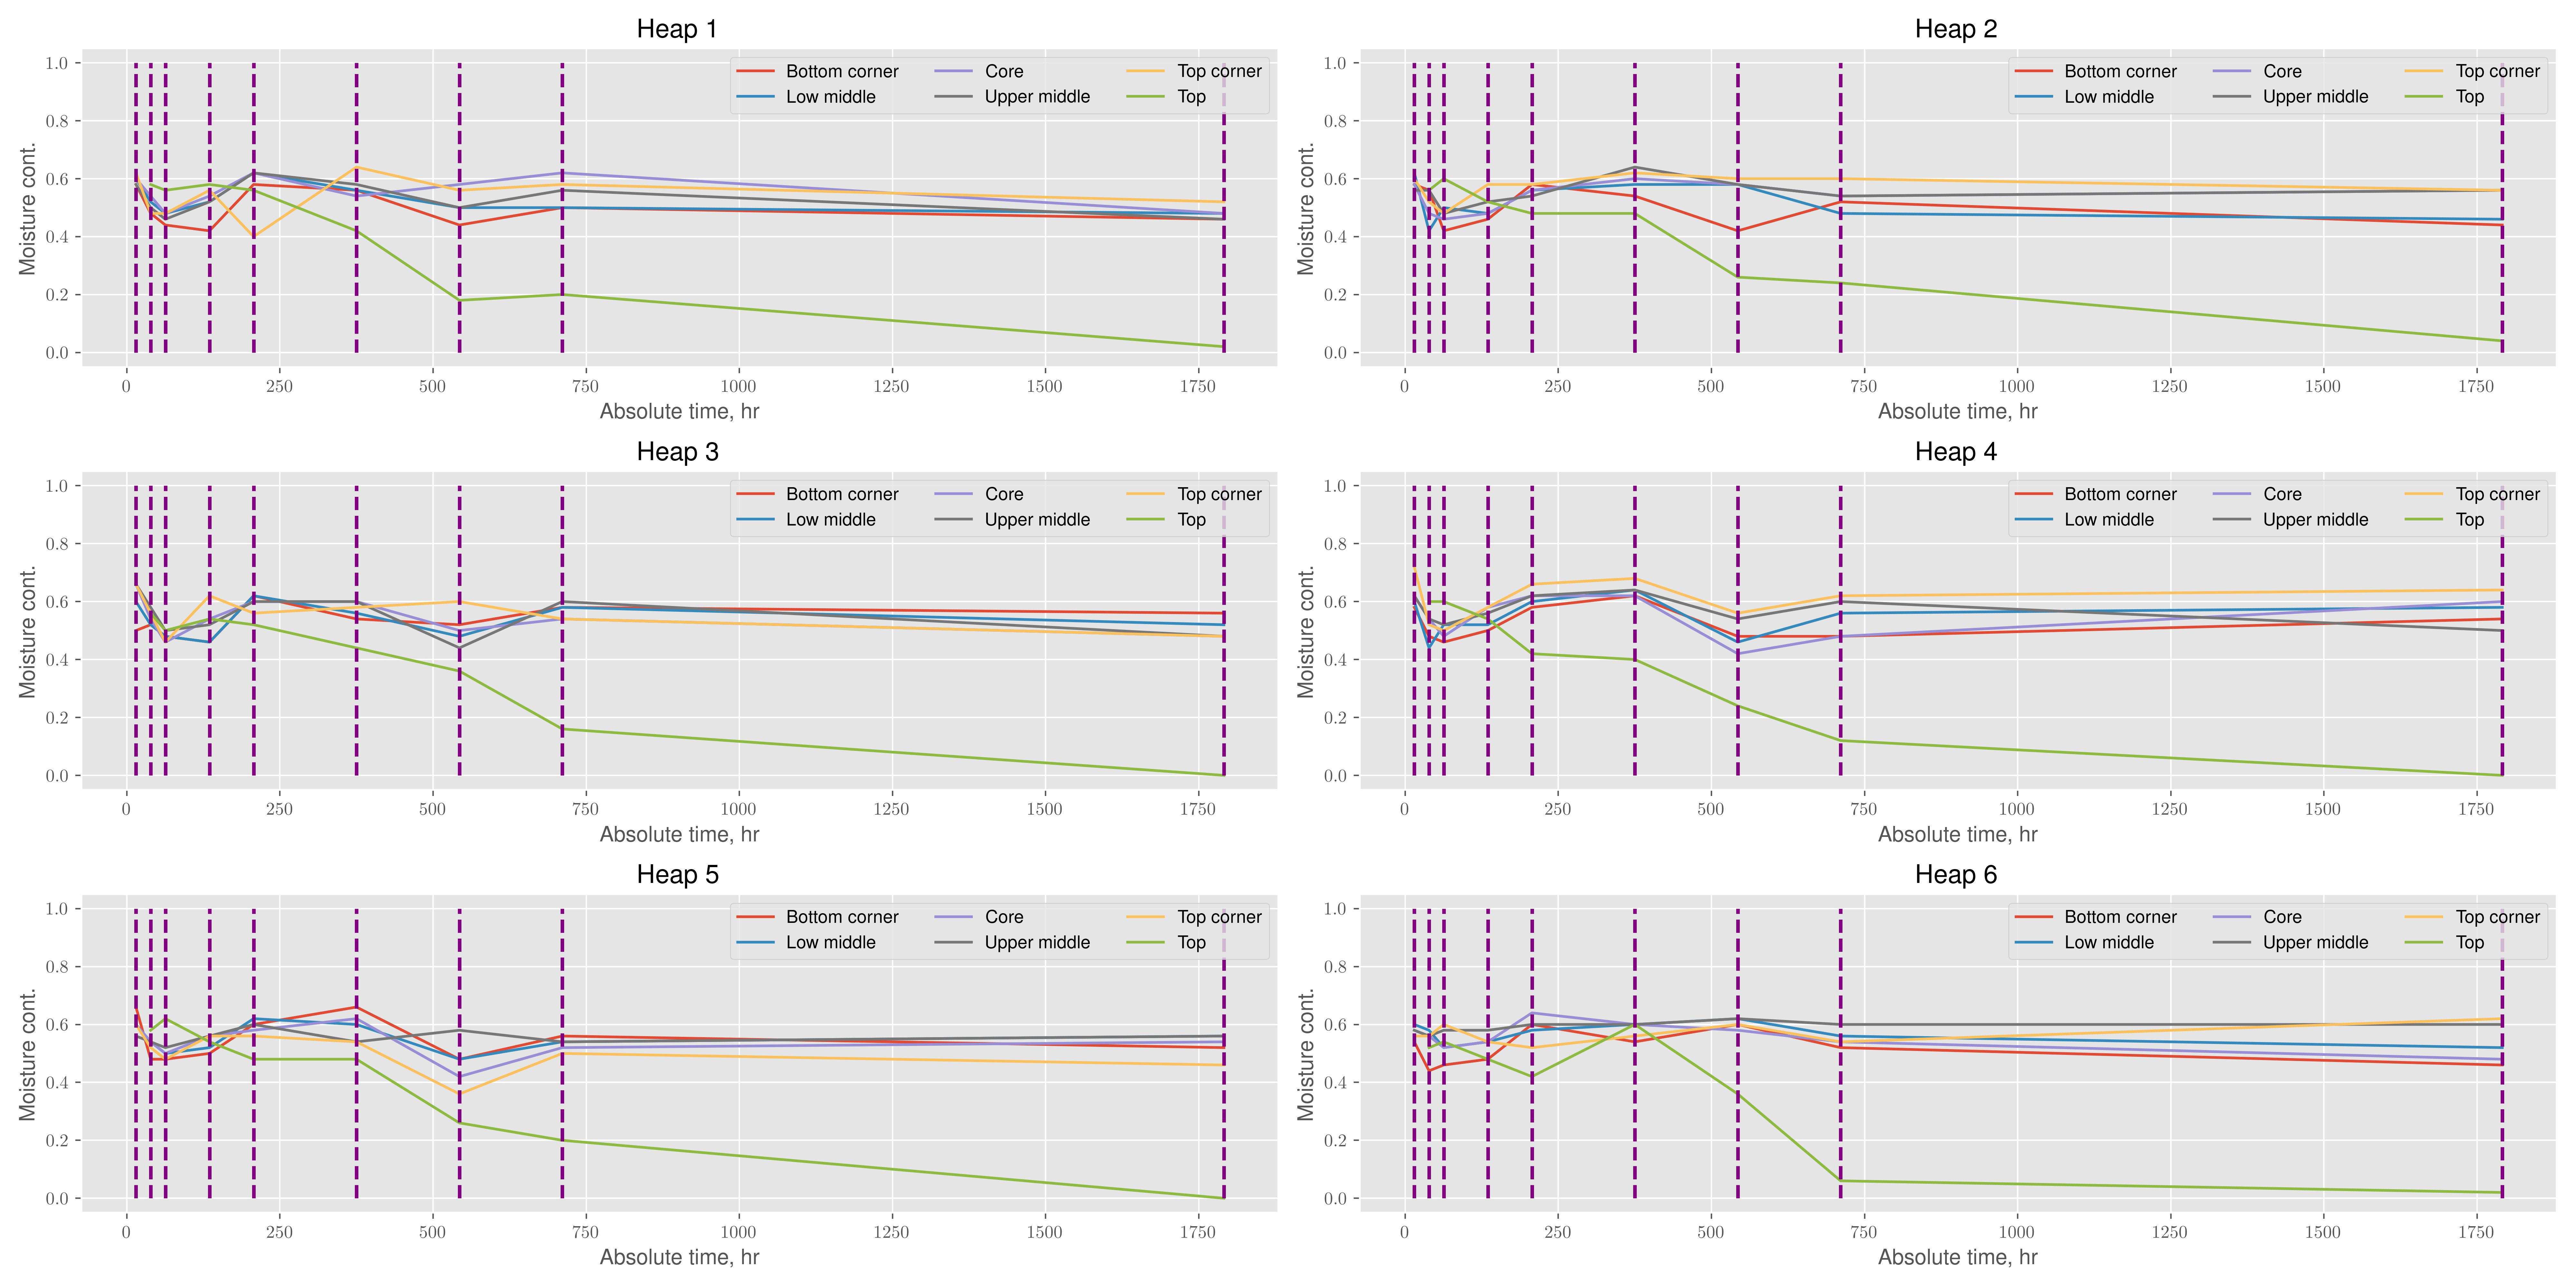 Heap 1
1.0
0.8
0.6
0.4
0.2
0.0
Moisture cont.
Bottom corner Core Top corner
Low middle Upper middle Top
0 250 500 750 1000 1250 1500 1750
Absolute time, hr
Heap 2
1.0
0.8
0.6
0.4
0.2
0.0
Moisture cont.
Bottom corner Core Top corner
Low middle Upper middle Top
0 250 500 750 1000 1250 1500 1750
Absolute time, hr
Heap 3
1.0
0.8
0.6
0.4
0.2
0.0
Moisture cont.
Bottom corner Core Top corner
Low middle Upper middle Top
0 250 500 750 1000 1250 1500 1750
Absolute time, hr
Heap 4
1.0
0.8
0.6
0.4
0.2
0.0
Moisture cont.
Bottom corner Core Top corner
Low middle Upper middle Top
0 250 500 750 1000 1250 1500 1750
Absolute time, hr
Heap 5
1.0
0.8
0.6
0.4
0.2
0.0
Moisture cont.
Bottom corner Core Top corner
Low middle Upper middle Top
0 250 500 750 1000 1250 1500 1750
Absolute time, hr
Heap 6
1.0
0.8
0.6
0.4
0.2
0.0
Moisture cont.
Bottom corner Core Top corner
Low middle Upper middle Top
0 250 500 750 1000 1250 1500 1750
Absolute time, hr